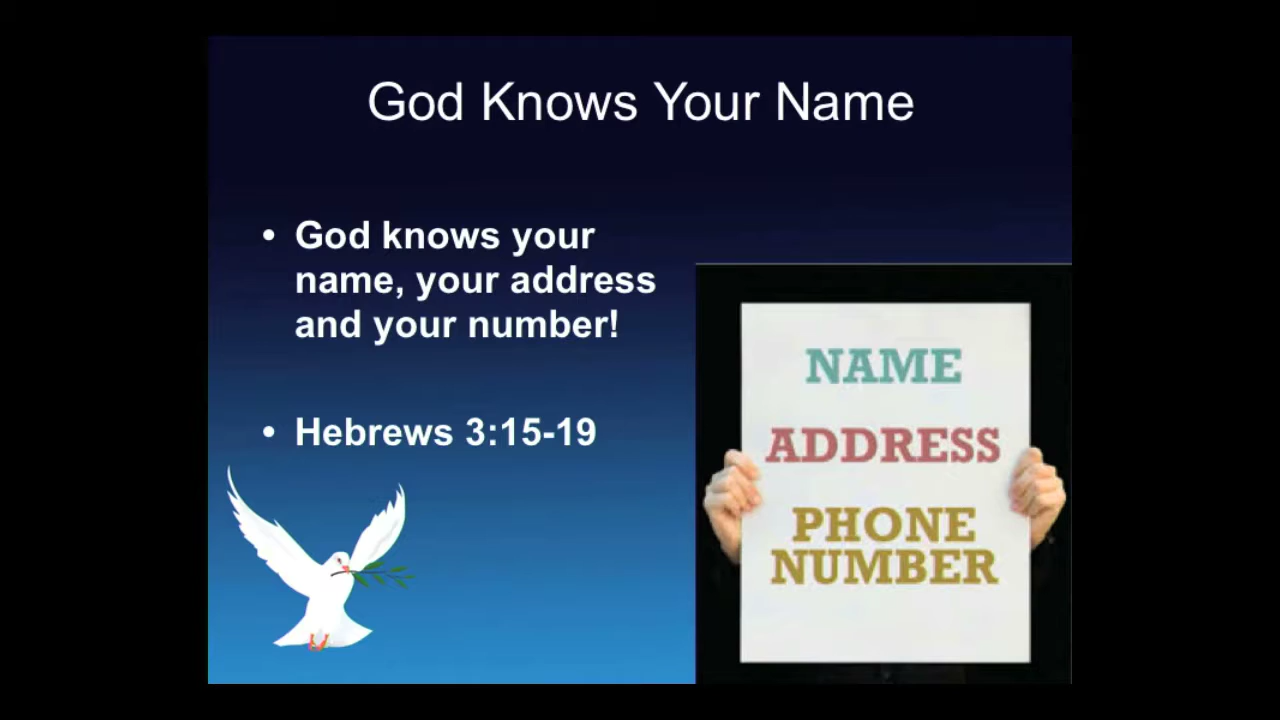 God Knows Your Name
• God knows your
name, your address
and your number!
• Hebrews 3:15-19
NAME
ADDRESS
PHONE
NUMBER